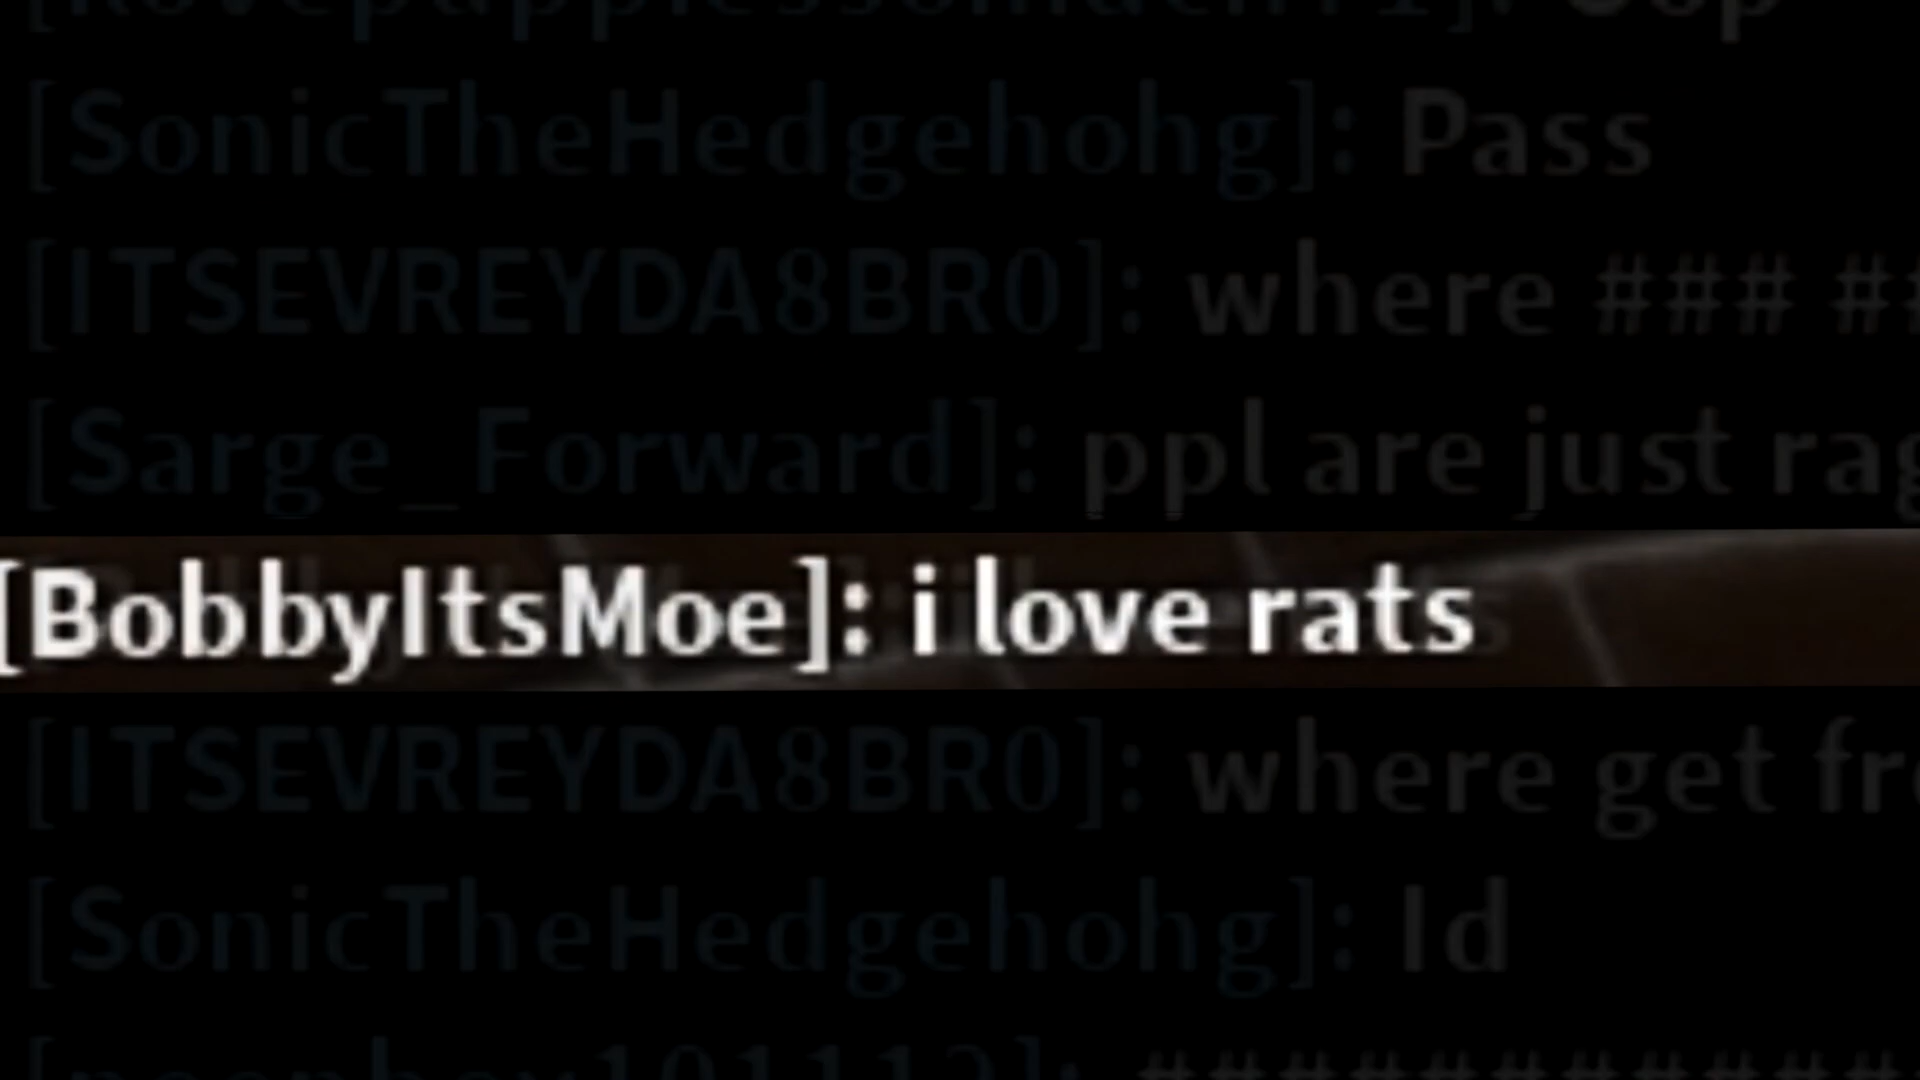 [SonicTheHedgehohg]: Pass
[ITSEVREYDA8BR0]: where ### ##
[Sarge_Forward]: ppl are just rag
[BobbyItsMoe]: i love rats
[ITSEVREYDA8BR0]: where get fr
[SonicTheHedgehohg]: Id